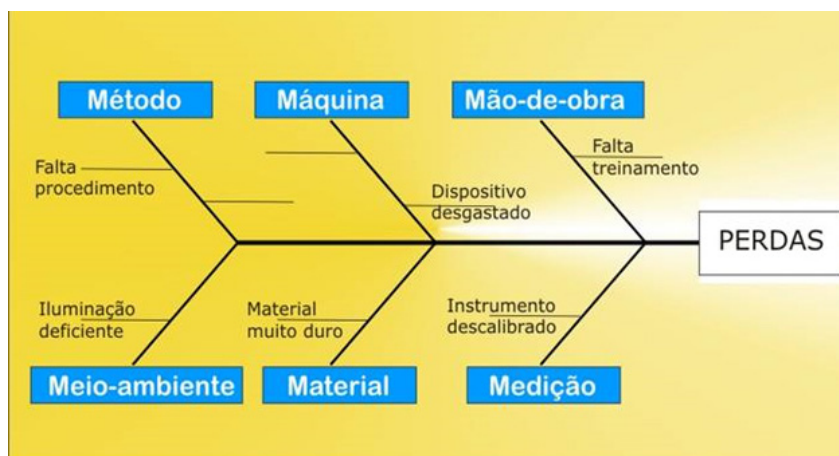 Método
Máquina
Mão-de-obra
Falta
procedimento
Dispositivo
desgastado
Falta
treinamento
PERDAS
Iluminação
deficiente
Material
muito duro
Instrumento
descalibrado
Meio-ambiente
Material
Medição